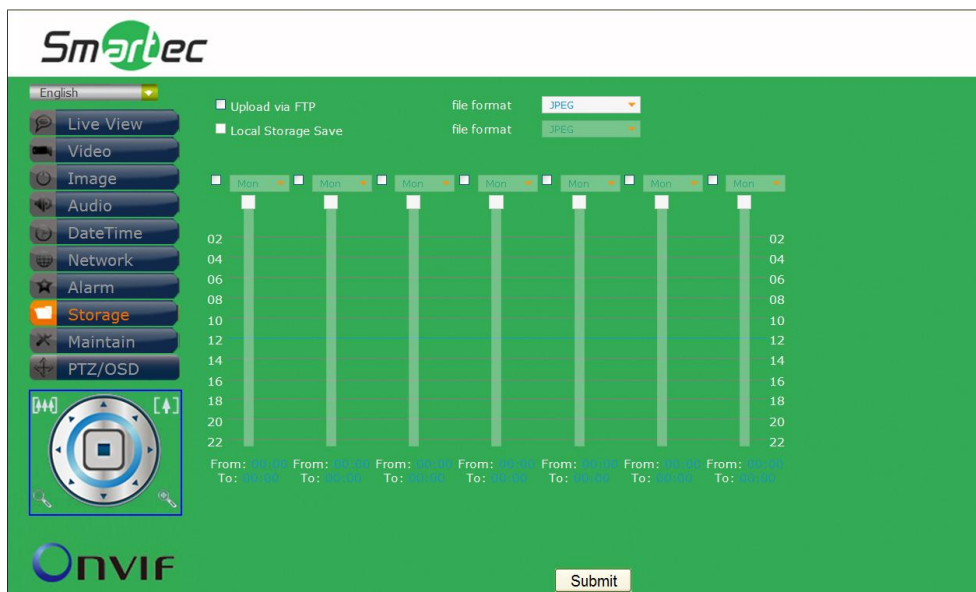 Smartec
English
Live View
Video
Image
Audio
DateTime
Network
Alarm
Storage
Maintain
PTZ/OSD
ONVIF
Upload via FTP file format JPEG
Local Storage Save file format JPEG
Mon Mon Mon Mon Mon Mon Mon
02 02
04 04
06 06
08 08
10 10
12 12
14 14
16 16
18 18
20 20
22 22
From: 00:00 From: 00:00 From: 00:00 From: 00:00 From: 00:00 From: 00:00 From: 00:00
To: 00:00 To: 00:00 To: 00:00 To: 00:00 To: 00:00 To: 00:00 To: 00:00
Submit